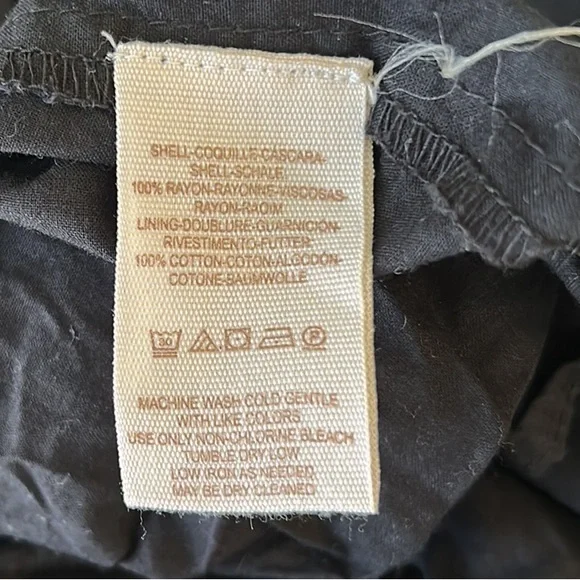 SHELL-COQUILLE-CASCARA-
SHELL-SCHALE
100% RAYON-RAYONNE-VISCOSAS-
RAYON-RAOIM
LINING-DOUBLURE-GUARNICION-
RIVESTIMENTO-FUTTER
100% COTTON-COTON-ALGODON-
COTONE-BAUMWOLLE
30
MACHINE WASH COLD GENTLE
WITH LIKE COLORS
USE ONLY NON-CHLORINE BLEACH
TUMBLE DRY LOW
LOW IRON AS NEEDED
MAY BE DRY CLEANED